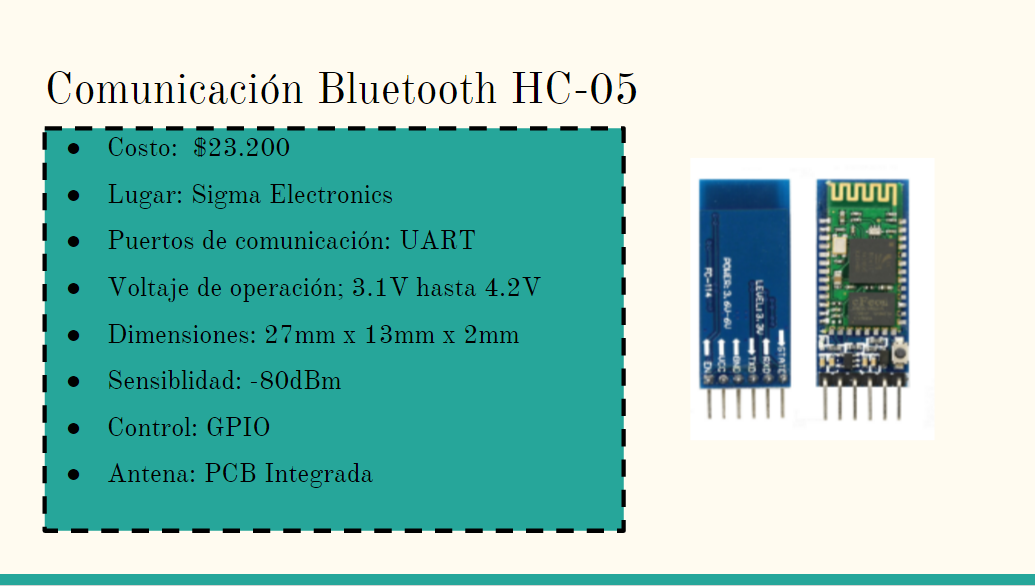 Comunicación Bluetooth HC-05
● Costo:  $23.200
● Lugar: Sigma Electronics
● Puertos de comunicación: UART
● Voltaje de operación; 3.1V hasta 4.2V
● Dimensiones: 27mm x 13mm x 2mm
● Sensiblidad: -80dBm
● Control: GPIO
● Antena: PCB Integrada
FC-114
POWER:3.6V-6V
LEVEL:3.3V
EN
VCC
GND
TXD
RXD
STATE